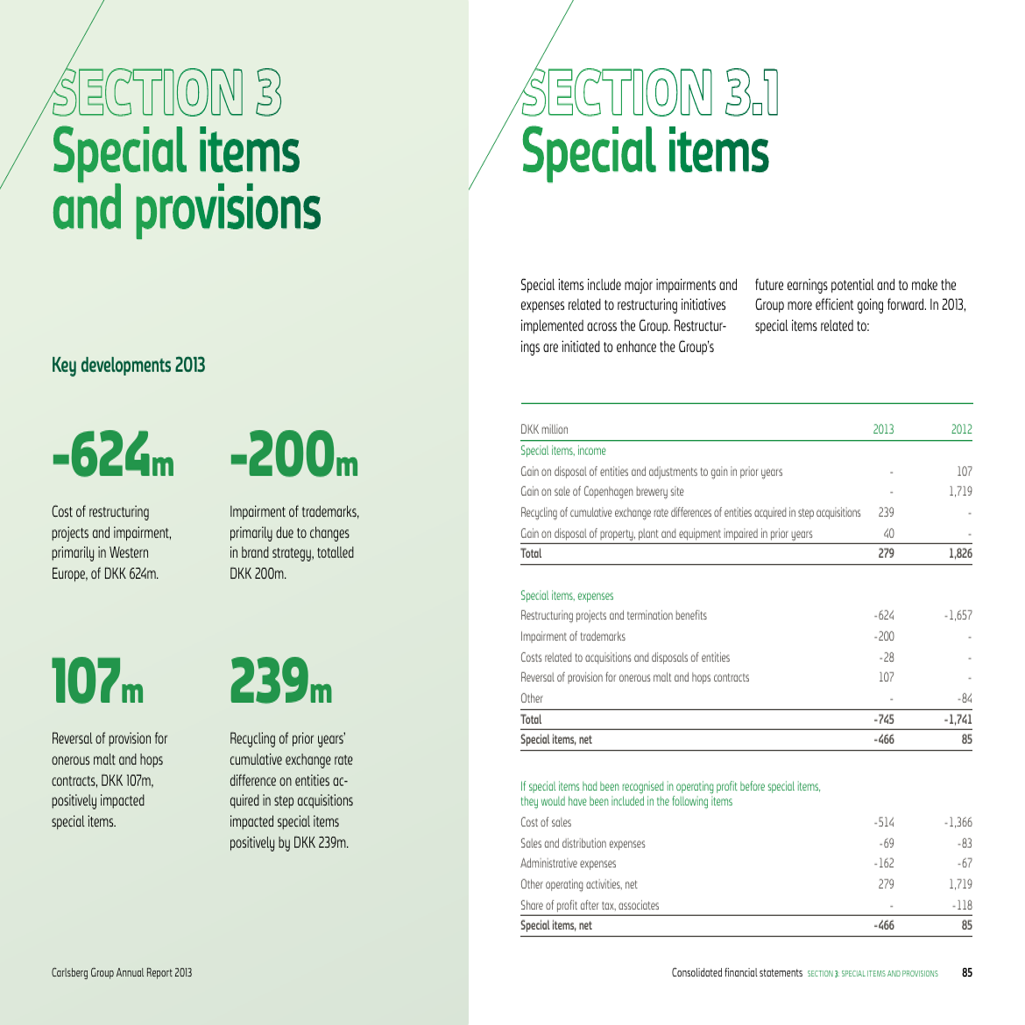 SECTION 3
Special items
and provisions
Key developments 2013
-624m
Cost of restructuring
projects and impairment,
primarily in Western
Europe, of DKK 624m.
-200m
Impairment of trademarks,
primarily due to changes
in brand strategy, totalled
DKK 200m.
107m
Reversal of provision for
onerous malt and hops
contracts, DKK 107m,
positively impacted
special items.
239m
Recycling of prior years’
cumulative exchange rate
difference on entities ac-
quired in step acquisitions
impacted special items
positively by DKK 239m.
Carlsberg Group Annual Report 2013
SECTION 3.1
Special items
Special items include major impairments and
expenses related to restructuring initiatives
implemented across the Group. Restructur-
ings are initiated to enhance the Group’s
future earnings potential and to make the
Group more efficient going forward. In 2013,
special items related to:
DKK million 2013 2012
Special items, income
Gain on disposal of entities and adjustments to gain in prior years - 107
Gain on sale of Copenhagen brewery site - 1,719
Recycling of cumulative exchange rate differences of entities acquired in step acquisitions 239 -
Gain on disposal of property, plant and equipment impaired in prior years 40 -
Total 279 1,826
Special items, expenses
Restructuring projects and termination benefits -624 -1,657
Impairment of trademarks -200 -
Costs related to acquisitions and disposals of entities -28 -
Reversal of provision for onerous malt and hops contracts 107 -
Other - -84
Total -745 -1,741
Special items, net -466 85
If special items had been recognised in operating profit before special items,
they would have been included in the following items
Cost of sales -514 -1,366
Sales and distribution expenses -69 -83
Administrative expenses -162 -67
Other operating activities, net 279 1,719
Share of profit after tax, associates - -118
Special items, net -466 85
Consolidated financial statements SECTION 3: SPECIAL ITEMS AND PROVISIONS 85